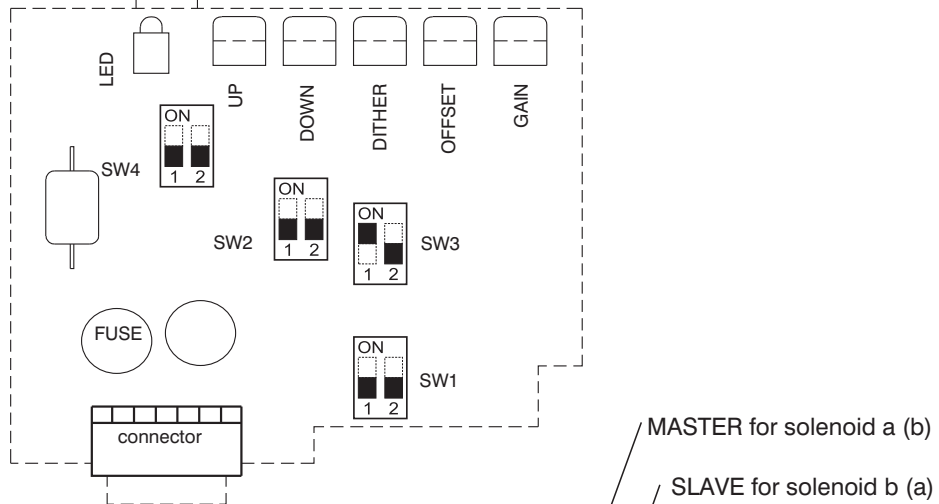 LED
UP
DOWN
DITHER
OFFSET
GAIN
ON
1 2
SW4
ON
1 2
SW2
ON
1 2
SW3
FUSE
ON
1 2
SW1
connector
MASTER for solenoid a (b)
SLAVE for solenoid b (a)